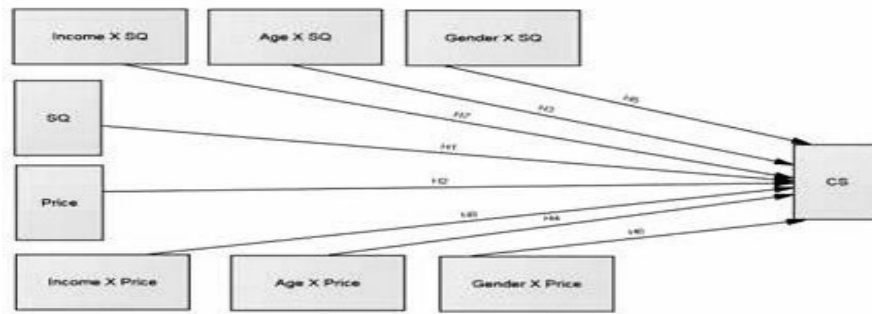 Income X SQ
Age X SQ
Gender X SQ
H5
H3
H7
SQ
H1
CS
Price
H2
H8
H4
H6
Income X Price
Age X Price
Gender X Price